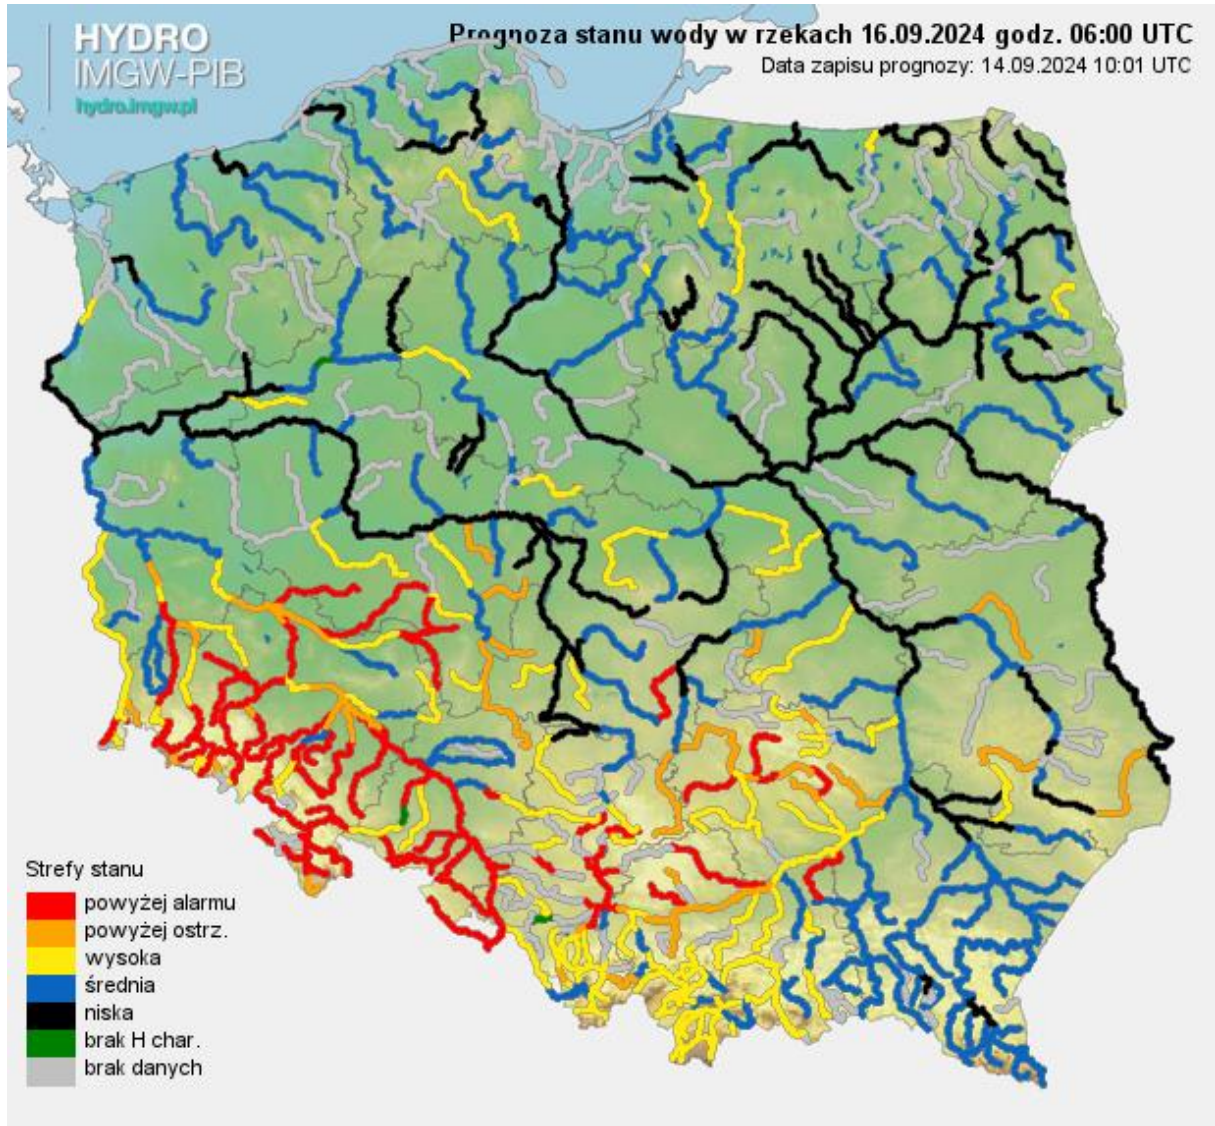 HYDRO
IMGW-PIB
hydro.imgw.pl
Prognoza stanu wody w rzekach 16.09.2024 godz. 06:00 UTC
Data zapisu prognozy: 14.09.2024 10:01 UTC
Strefy stanu
powyżej alarmu
powyżej ostrz.
wysoka
średnia
niska
brak H char.
brak danych